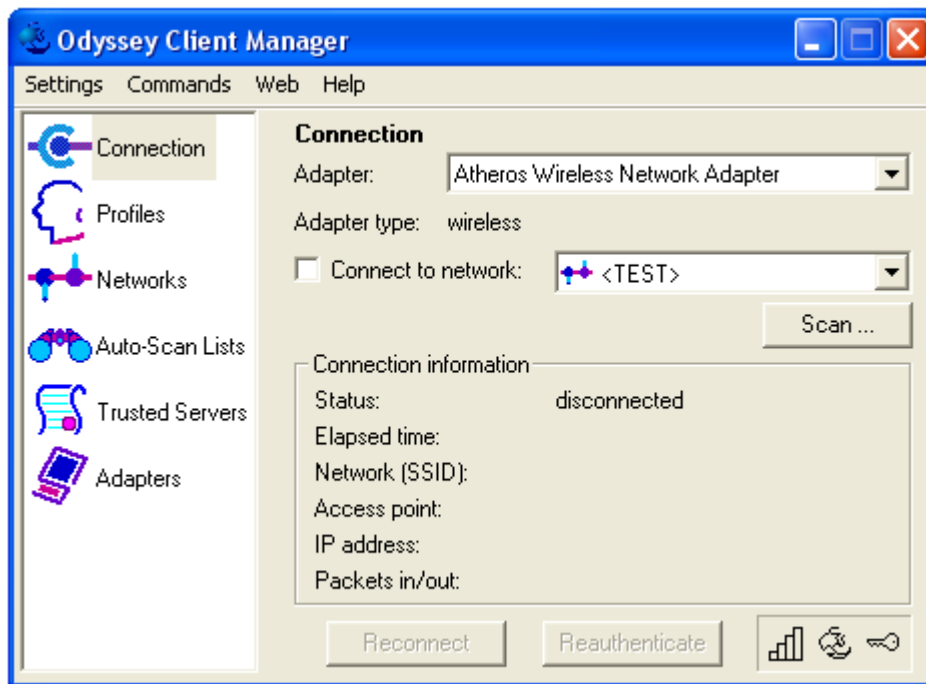 Odyssey Client Manager
Settings Commands Web Help
Connection
Profiles
Networks
Auto-Scan Lists
Trusted Servers
Adapters
Connection
Adapter: Atheros Wireless Network Adapter
Adapter type: wireless
Connect to network: <TEST>
Scan ...
Connection information
Status: disconnected
Elapsed time:
Network (SSID):
Access point:
IP address:
Packets in/out:
Reconnect Reauthenticate